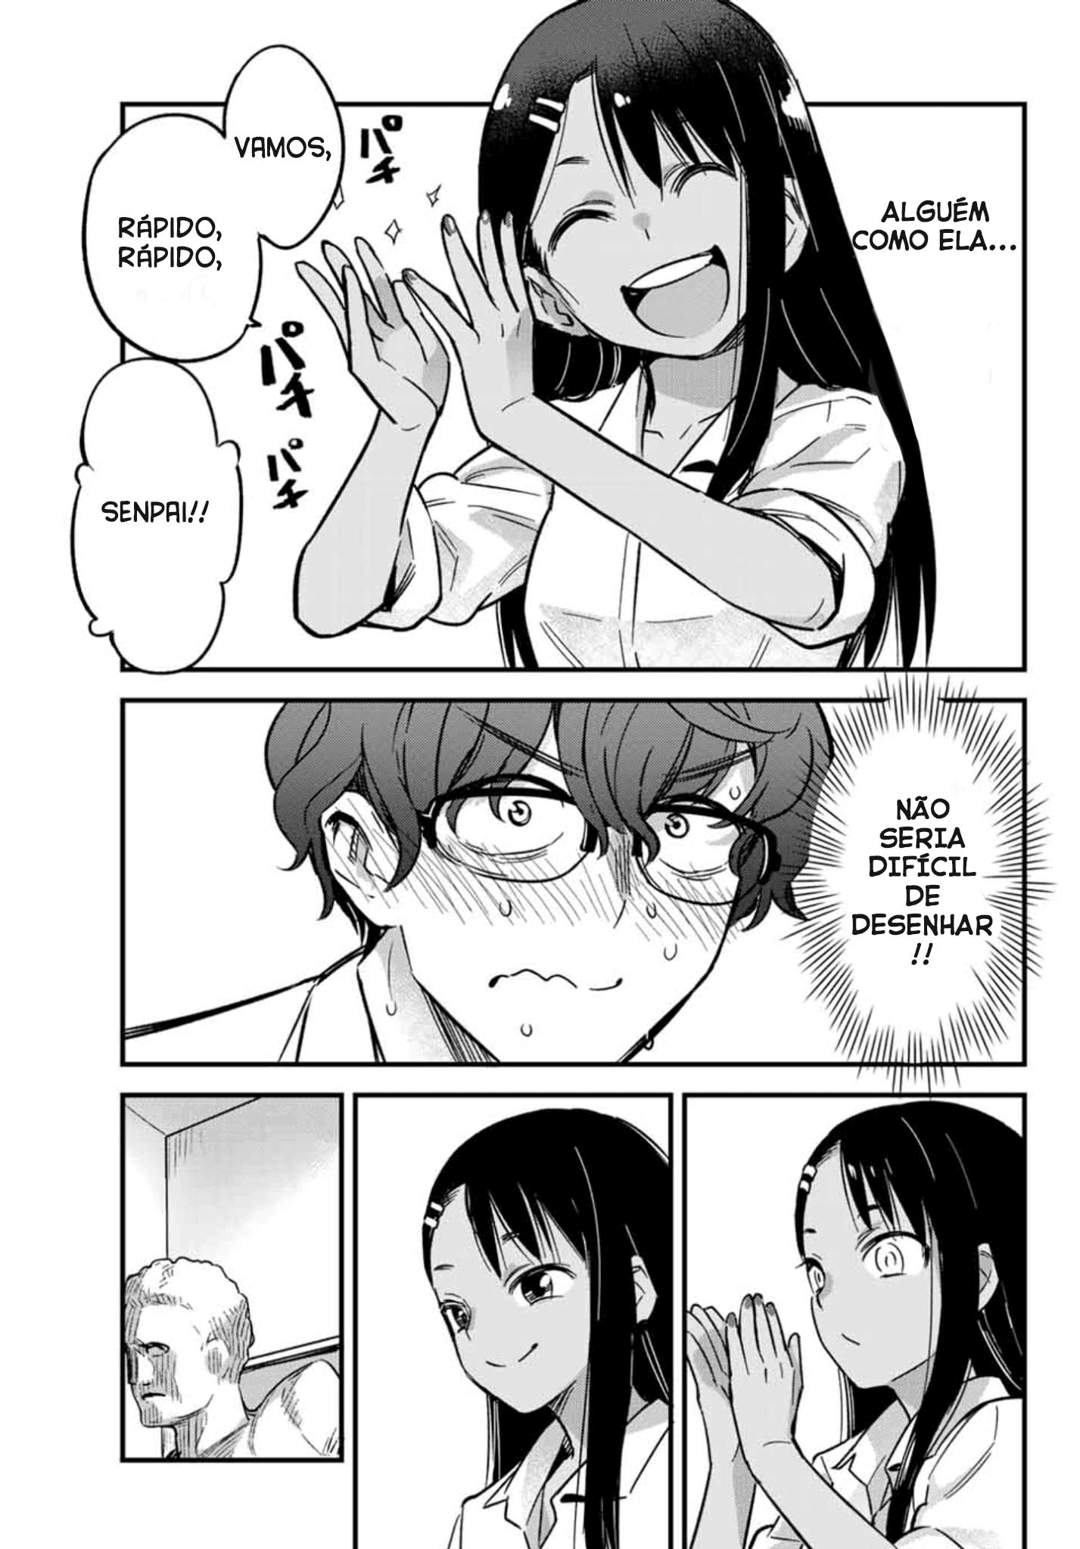 ALGUÉM
COMO ELA...
VAMOS,
RÁPIDO,
RÁPIDO,
SENPAI!!
パチ
パチ
パチ
NÃO
SERIA
DIFÍCIL
DE
DESENHAR
!!